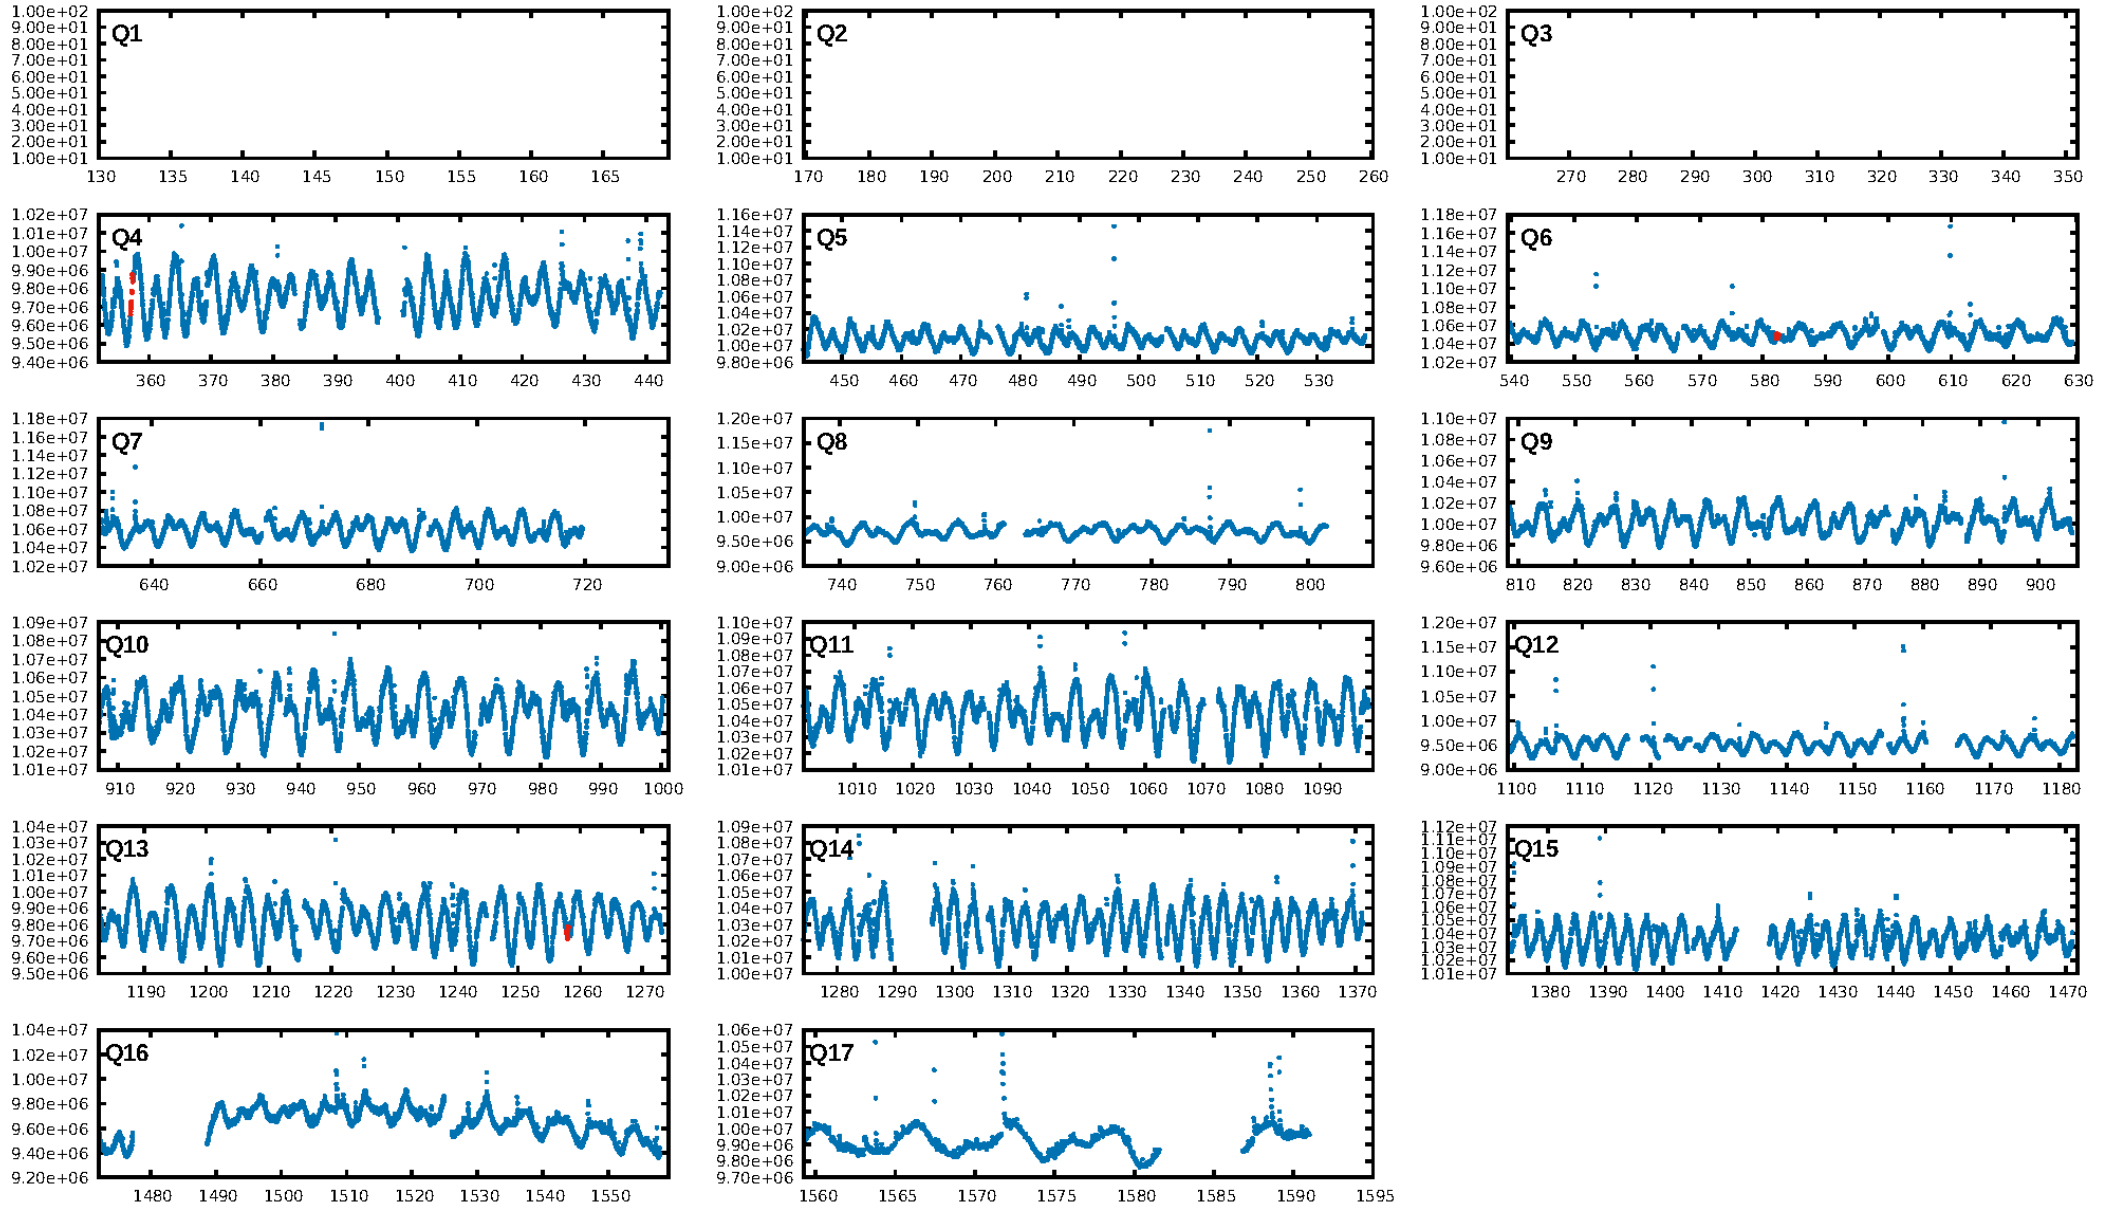 1.00e+02
9.00e+01
8.00e+01
7.00e+01
6.00e+01
5.00e+01
4.00e+01
3.00e+01
2.00e+01
1.00e+01
Q1
130 135 140 145 150 155 160 165
1.00e+02
9.00e+01
8.00e+01
7.00e+01
6.00e+01
5.00e+01
4.00e+01
3.00e+01
2.00e+01
1.00e+01
Q2
170 180 190 200 210 220 230 240 250 260
1.00e+02
9.00e+01
8.00e+01
7.00e+01
6.00e+01
5.00e+01
4.00e+01
3.00e+01
2.00e+01
1.00e+01
Q3
270 280 290 300 310 320 330 340 350
1.02e+07
1.01e+07
1.00e+07
9.90e+06
9.80e+06
9.70e+06
9.60e+06
9.50e+06
9.40e+06
Q4
360 370 380 390 400 410 420 430 440
1.16e+07
1.14e+07
1.12e+07
1.10e+07
1.08e+07
1.06e+07
1.04e+07
1.02e+07
1.00e+07
9.80e+06
Q5
450 460 470 480 490 500 510 520 530
1.18e+07
1.16e+07
1.14e+07
1.12e+07
1.10e+07
1.08e+07
1.06e+07
1.04e+07
1.02e+07
Q6
540 550 560 570 580 590 600 610 620 630
1.18e+07
1.16e+07
1.14e+07
1.12e+07
1.10e+07
1.08e+07
1.06e+07
1.04e+07
1.02e+07
Q7
640 660 680 700 720
1.20e+07
1.15e+07
1.10e+07
1.05e+07
1.00e+07
9.50e+06
9.00e+06
Q8
740 750 760 770 780 790 800
1.10e+07
1.08e+07
1.06e+07
1.04e+07
1.02e+07
1.00e+07
9.80e+06
9.60e+06
Q9
810 820 830 840 850 860 870 880 890 900
1.09e+07
1.08e+07
1.07e+07
1.06e+07
1.05e+07
1.04e+07
1.03e+07
1.02e+07
1.01e+07
Q10
910 920 930 940 950 960 970 980 990 1000
1.10e+07
1.09e+07
1.08e+07
1.07e+07
1.06e+07
1.05e+07
1.04e+07
1.03e+07
1.02e+07
1.01e+07
Q11
1010 1020 1030 1040 1050 1060 1070 1080 1090
1.20e+07
1.15e+07
1.10e+07
1.05e+07
1.00e+07
9.50e+06
9.00e+06
Q12
1100 1110 1120 1130 1140 1150 1160 1170 1180
1.04e+07
1.03e+07
1.02e+07
1.01e+07
1.00e+07
9.90e+06
9.80e+06
9.70e+06
9.60e+06
9.50e+06
Q13
1190 1200 1210 1220 1230 1240 1250 1260 1270
1.09e+07
1.08e+07
1.07e+07
1.06e+07
1.05e+07
1.04e+07
1.03e+07
1.02e+07
1.01e+07
1.00e+07
Q14
1280 1290 1300 1310 1320 1330 1340 1350 1360 1370
1.12e+07
1.11e+07
1.10e+07
1.09e+07
1.08e+07
1.07e+07
1.06e+07
1.05e+07
1.04e+07
1.03e+07
1.02e+07
1.01e+07
Q15
1380 1390 1400 1410 1420 1430 1440 1450 1460 1470
1.04e+07
1.02e+07
1.00e+07
9.80e+06
9.60e+06
9.40e+06
9.20e+06
Q16
1480 1490 1500 1510 1520 1530 1540 1550
1.06e+07
1.05e+07
1.04e+07
1.03e+07
1.02e+07
1.01e+07
1.00e+07
9.90e+06
9.80e+06
9.70e+06
Q17
1560 1565 1570 1575 1580 1585 1590 1595